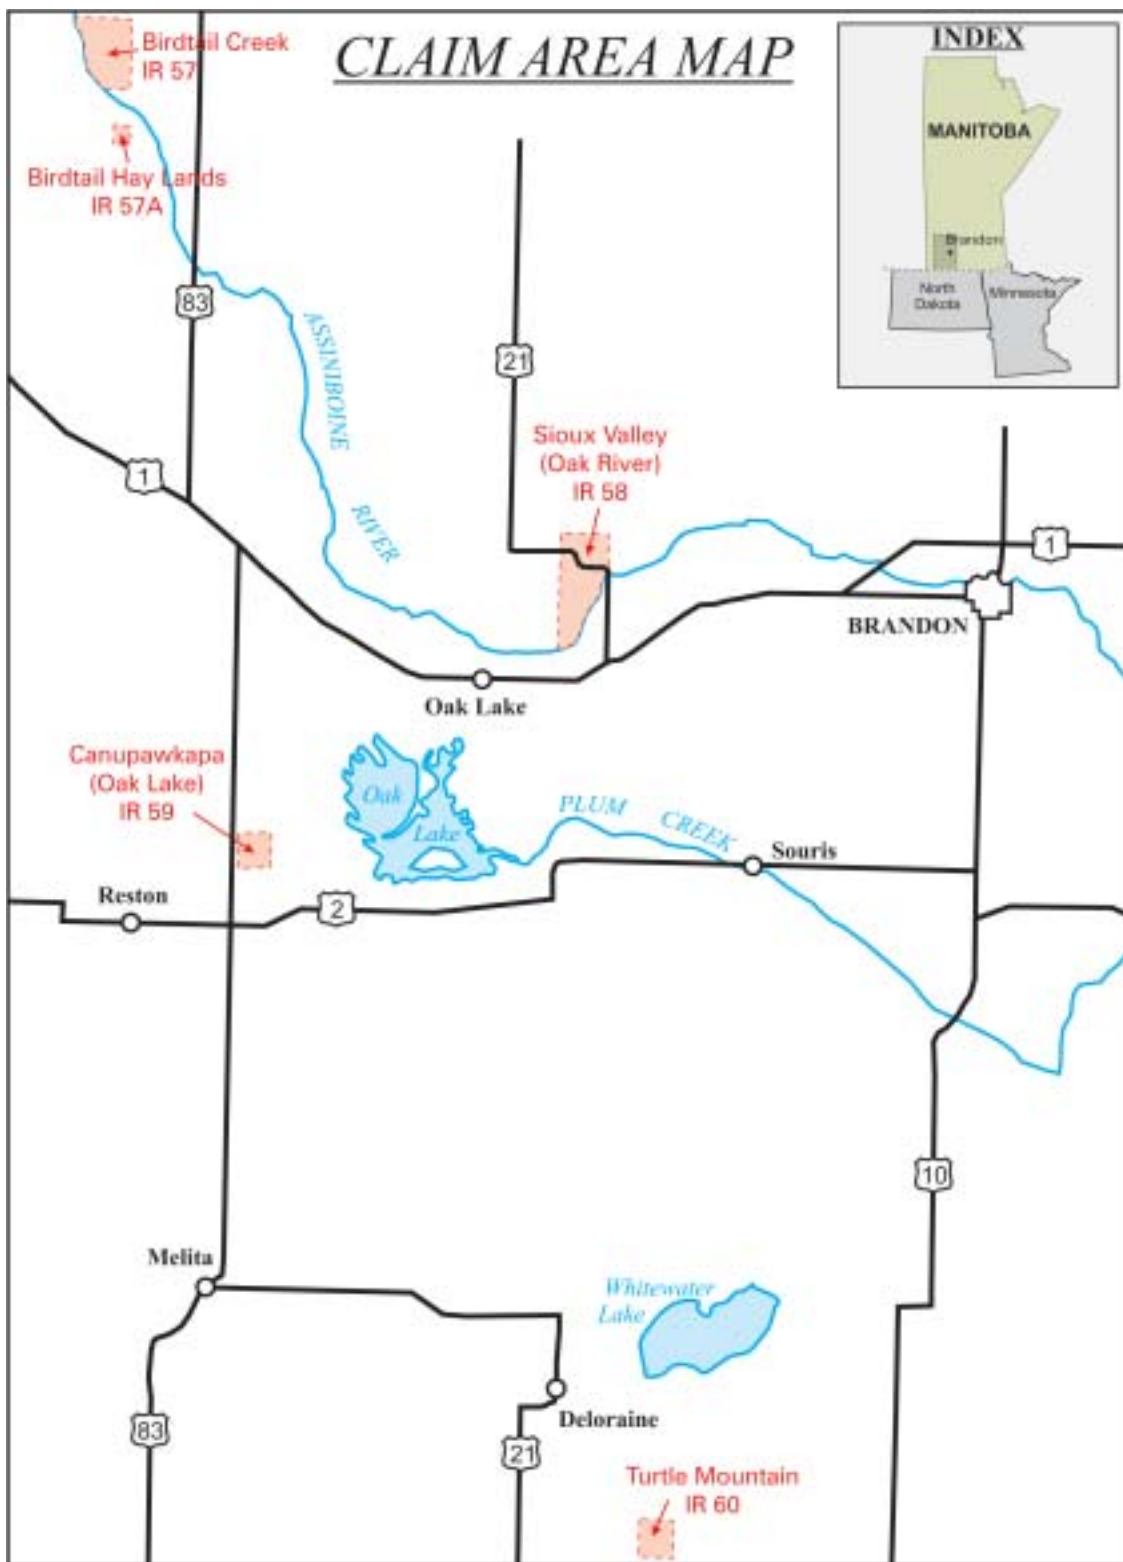 CLAIM AREA MAP
INDEX
MANITOBA
Brandon
North
Dakota
Minnesota
Birdtail Creek
IR 57
Birdtail Hay Lands
IR 57A
83
ASSINIBOINE
RIVER
21
1
Sioux Valley
(Oak River)
IR 58
1
BRANDON
Oak Lake
Canupawkapa
(Oak Lake)
IR 59
Oak
Lake
PLUM
CREEK
Souris
Reston
2
10
Melita
Whitewater
Lake
Deloraine
83
21
Turtle Mountain
IR 60